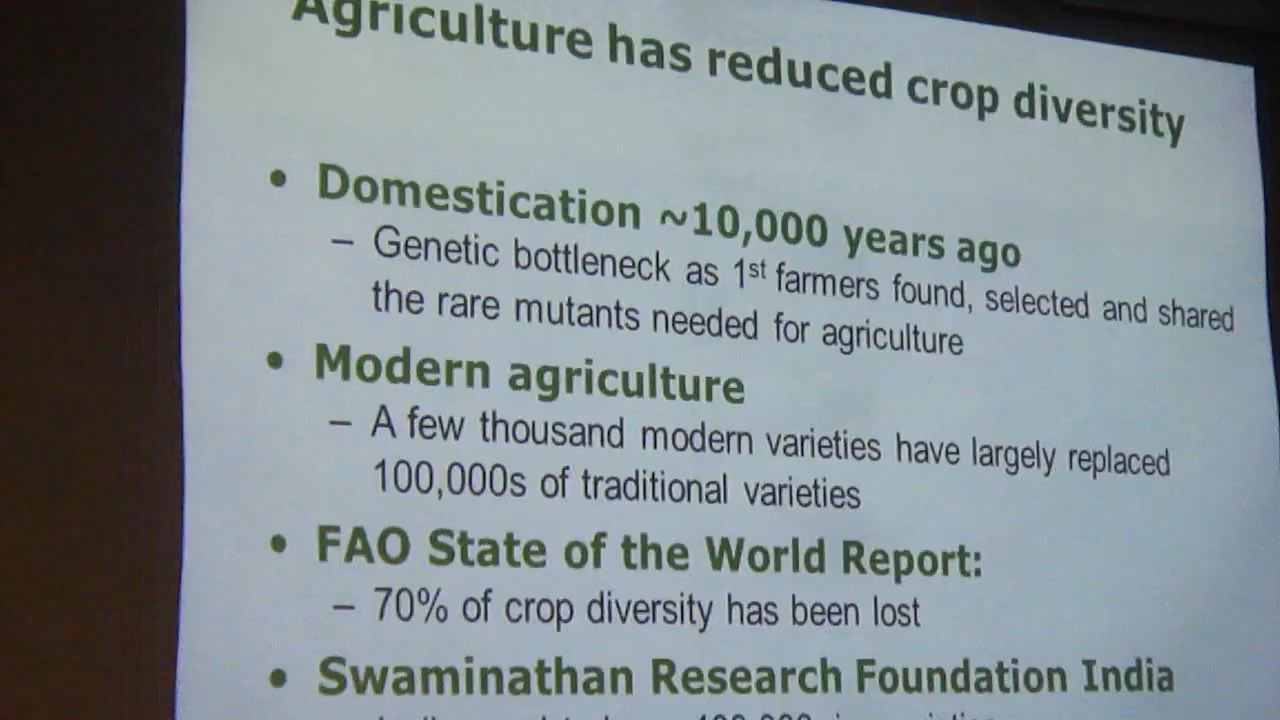 Agriculture has reduced crop diversity
• Domestication ~10,000 years ago
– Genetic bottleneck as 1st farmers found, selected and shared
the rare mutants needed for agriculture
• Modern agriculture
– A few thousand modern varieties have largely replaced
100,000s of traditional varieties
• FAO State of the World Report:
– 70% of crop diversity has been lost
• Swaminathan Research Foundation India